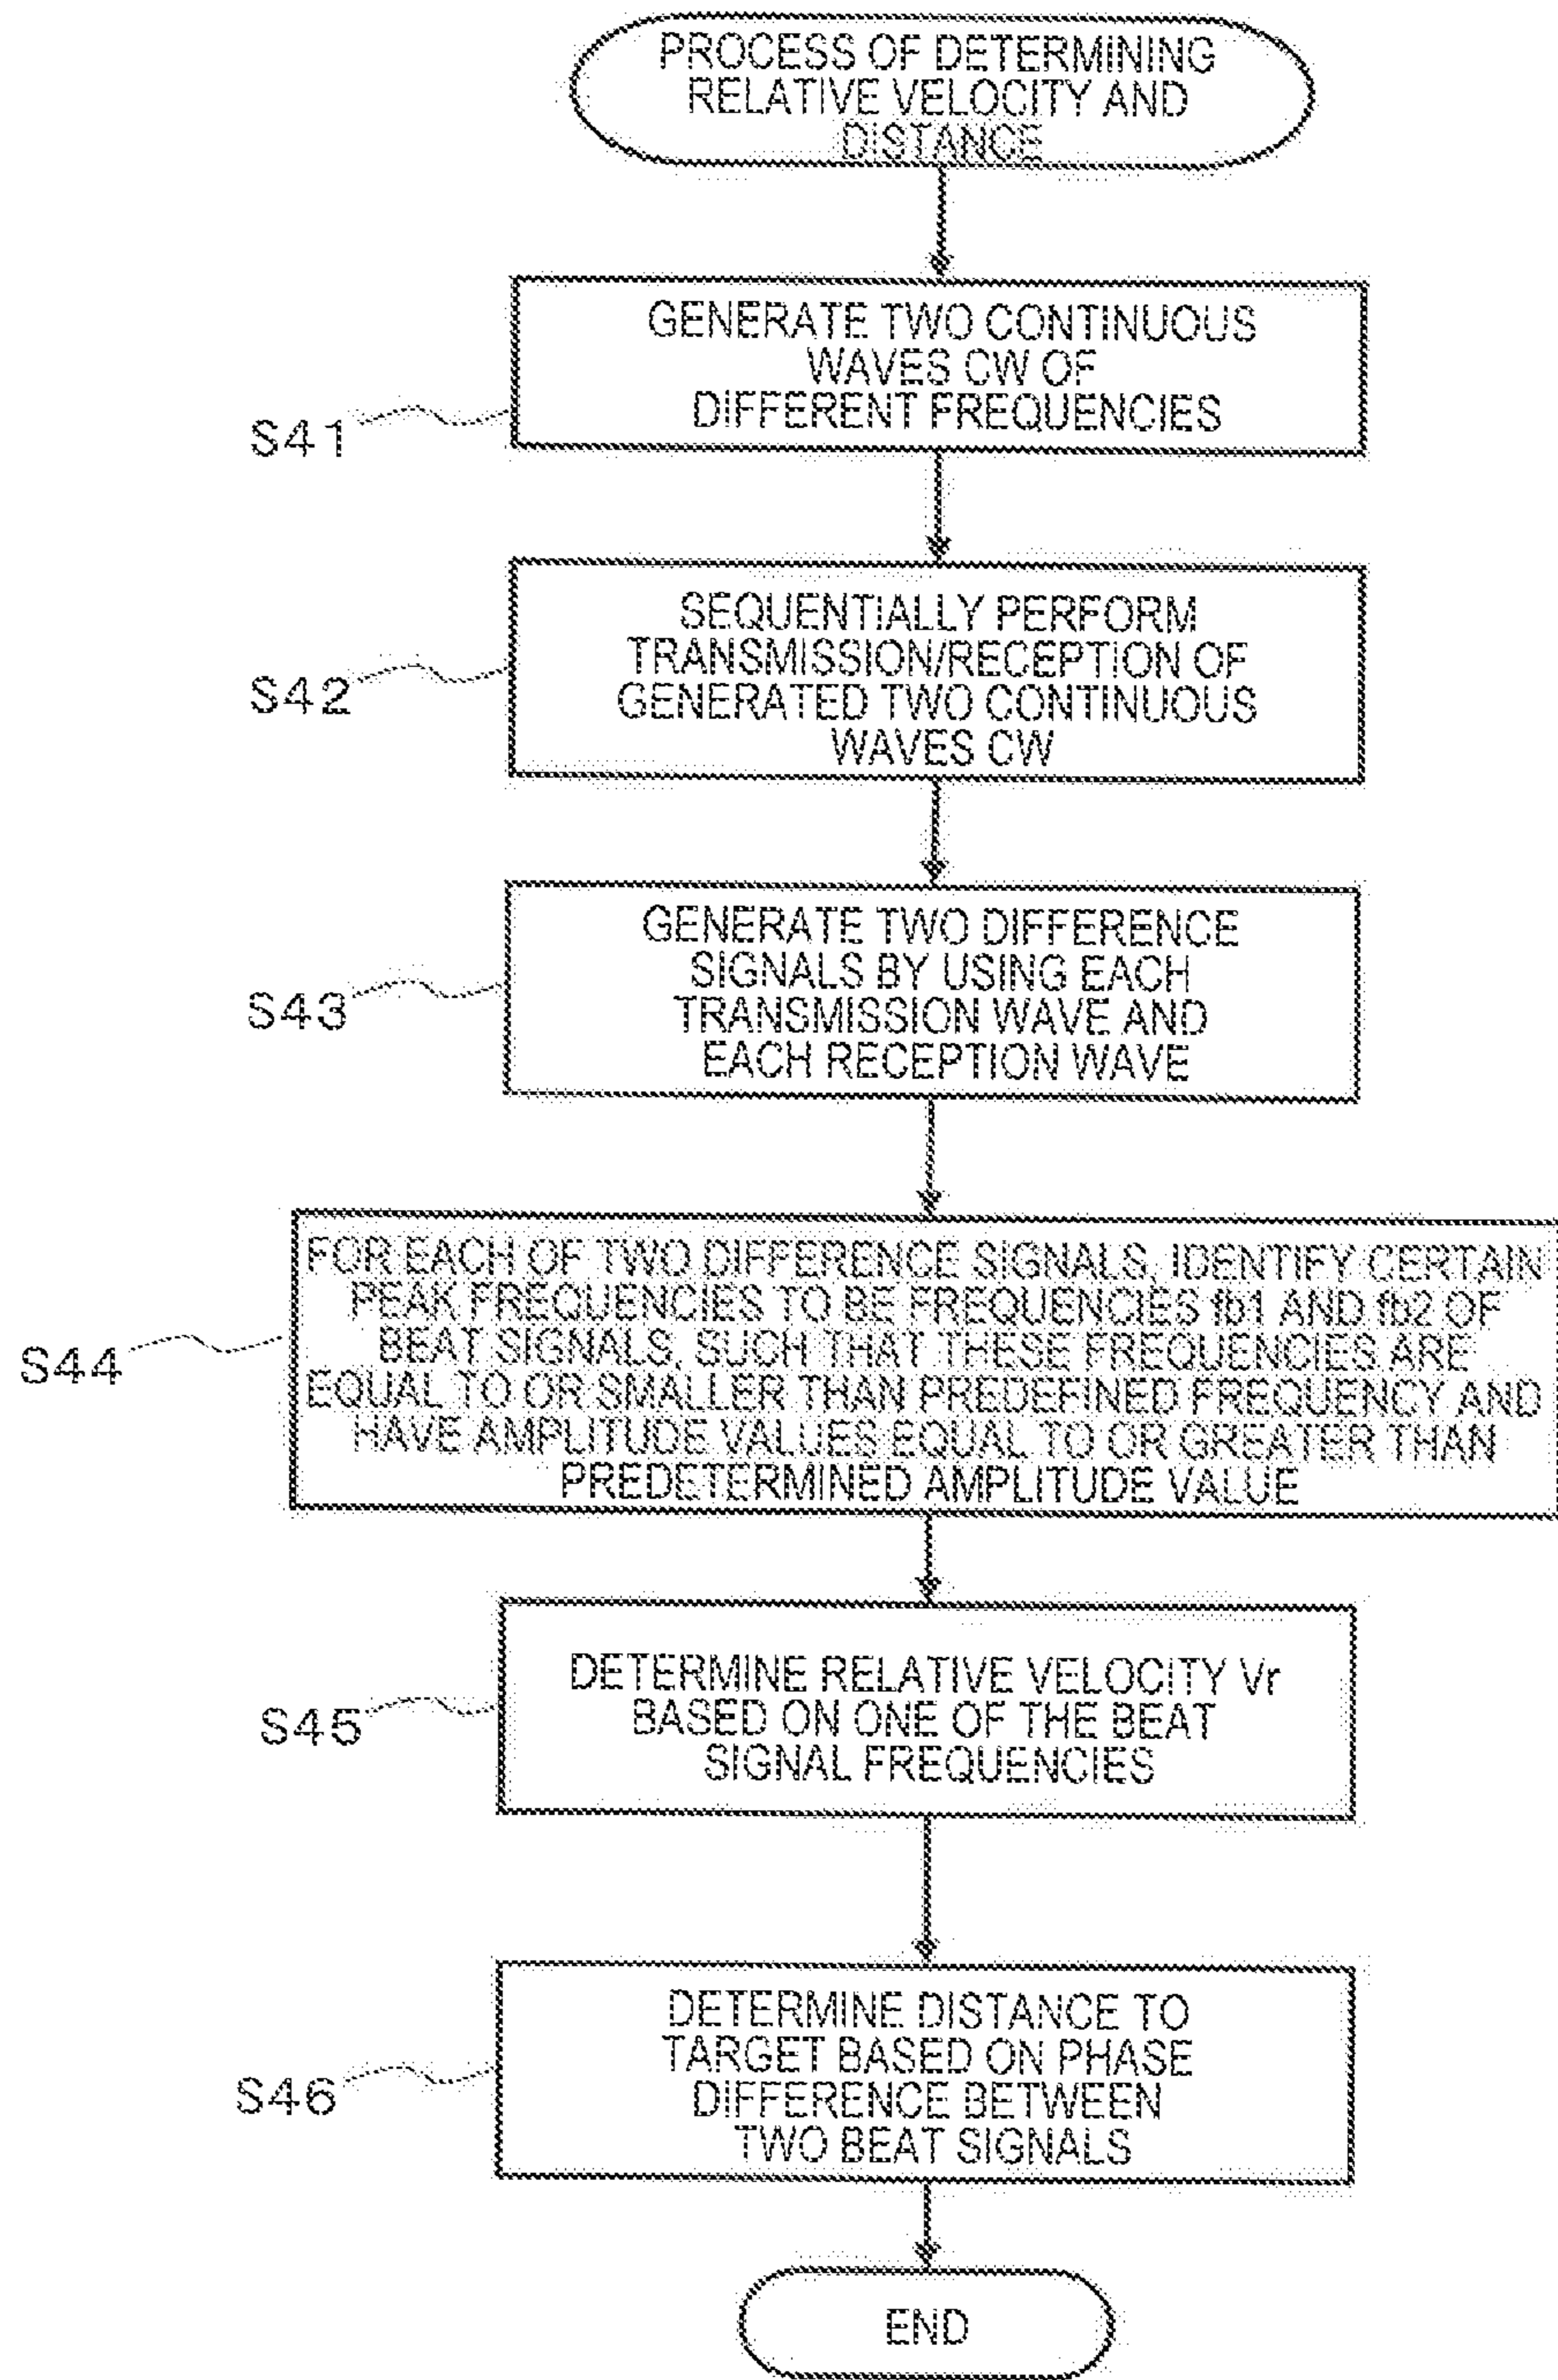 PROCESS OF DETERMINING
RELATIVE VELOCITY AND
DISTANCE
GENERATE TWO CONTINUOUS
WAVES CW OF
DIFFERENT FREQUENCIES
S41
SEQUENTIALLY PERFORM
TRANSMISSION/RECEPTION OF
GENERATED TWO CONTINUOUS
WAVES CW
S42
GENERATE TWO DIFFERENCE
SIGNALS BY USING EACH
TRANSMISSION WAVE AND
EACH RECEPTION WAVE
S43
FOR EACH OF TWO DIFFERENCE SIGNALS, IDENTIFY CERTAIN
PEAK FREQUENCIES TO BE FREQUENCIES fb1 AND fb2 OF
BEAT SIGNALS, SUCH THAT THESE FREQUENCIES ARE
EQUAL TO OR SMALLER THAN PREDEFINED FREQUENCY AND
HAVE AMPLITUDE VALUES EQUAL TO OR GREATER THAN
PREDETERMINED AMPLITUDE VALUE
S44
DETERMINE RELATIVE VELOCITY Vr
BASED ON ONE OF THE BEAT
SIGNAL FREQUENCIES
S45
DETERMINE DISTANCE TO
TARGET BASED ON PHASE
DIFFERENCE BETWEEN
TWO BEAT SIGNALS
S46
END